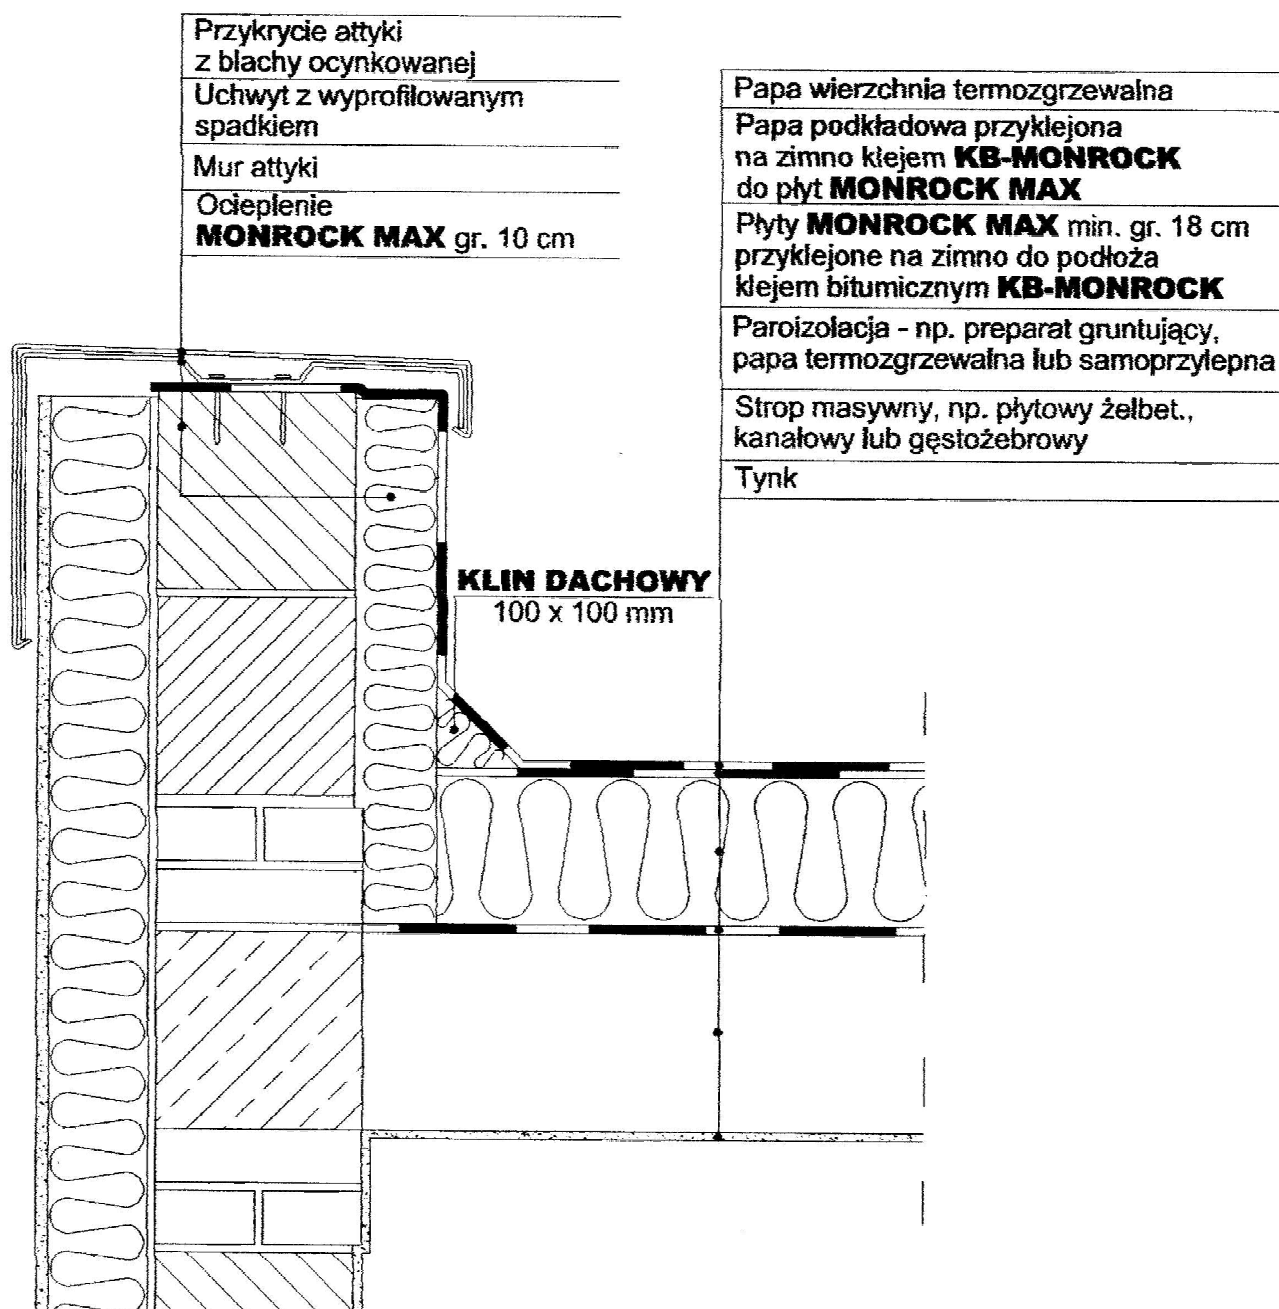 Przykrycie attyki
z blachy ocynkowanej
Uchwyt z wyprofilowanym
spadkiem
Mur attyki
Ocieplenie
MONROCK MAX gr. 10 cm
Papa wierzchnia termozgrzewalna
Papa podkładowa przyklejona
na zimno klejem KB-MONROCK
do płyt MONROCK MAX
Płyty MONROCK MAX min. gr. 18 cm
przyklejone na zimno do podłoża
klejem bitumicznym KB-MONROCK
Paroizolacja - np. preparat gruntujący,
papa termozgrzewalna lub samoprzylepna
Strop masywny, np. płytowy żelbet.,
kanałowy lub gęstożebrowy
Tynk
KLIN DACHOWY
100 x 100 mm